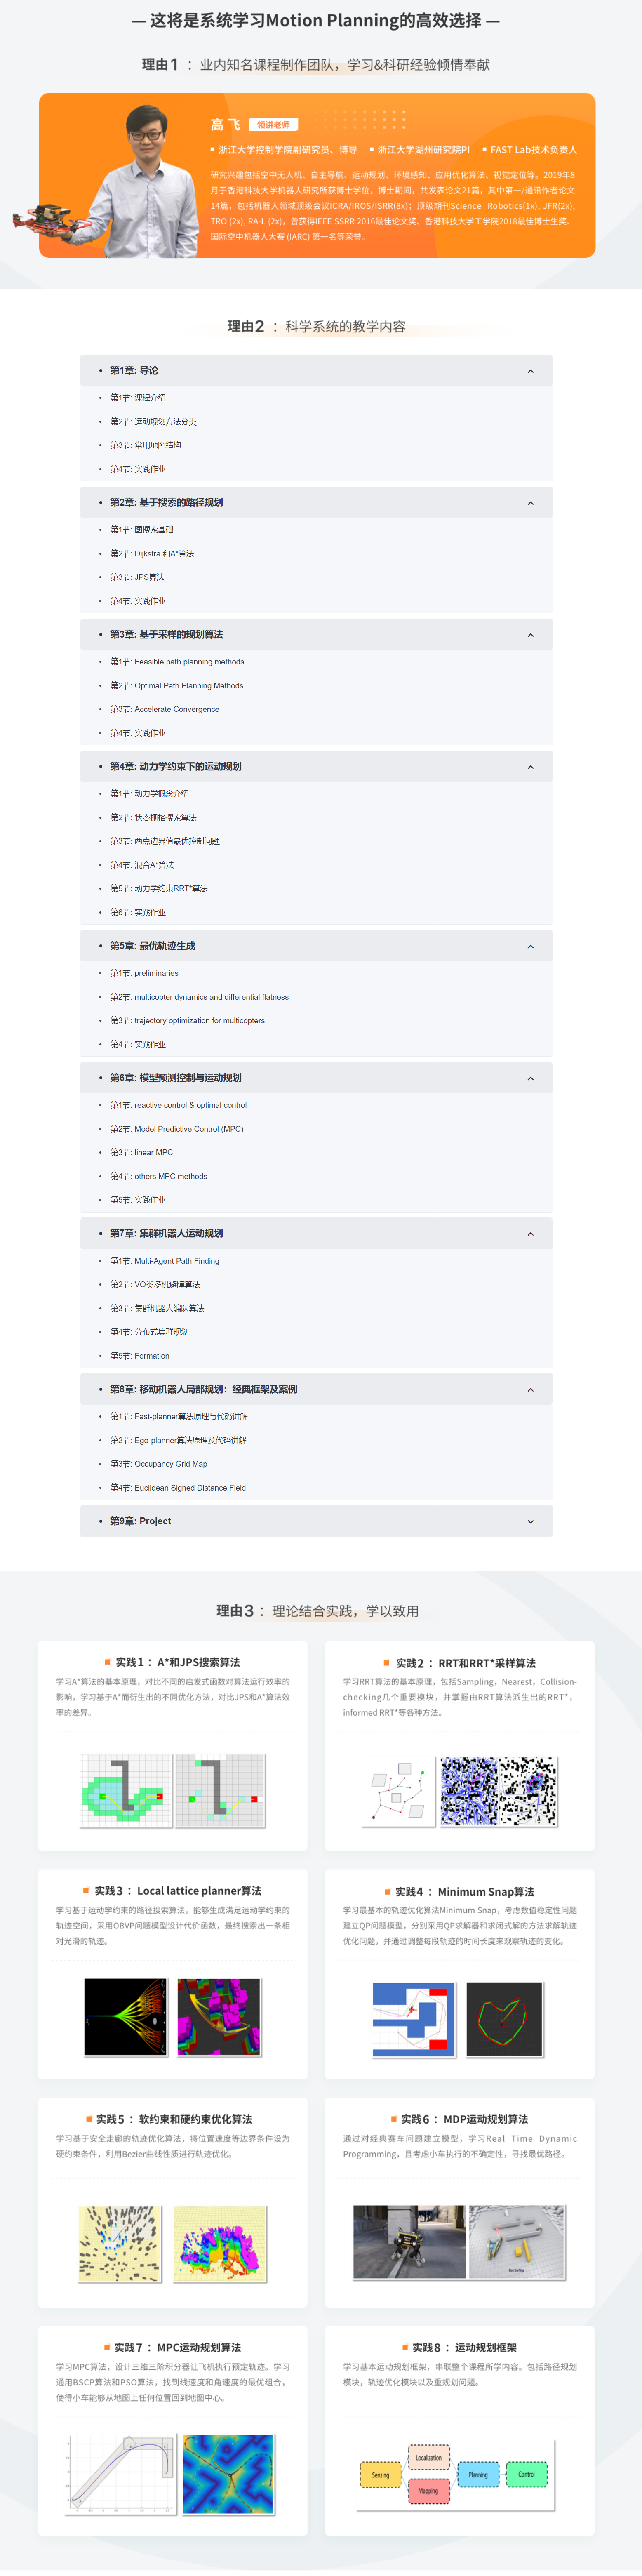 — 这将是系统学习Motion Planning的高效选择 —
理由1 ： 业内知名课程制作团队，学习&科研经验倾情奉献
高 飞 领讲老师
浙江大学控制学院副研究员、博导 浙江大学湖州研究院PI FAST Lab技术负责人
研究兴趣包括空中无人机、自主导航、运动规划、环境感知、应用优化算法、视觉定位等。2019年8
月于香港科技大学机器人研究所获博士学位，博士期间，共发表论文21篇，其中第一/通讯作者论文
14篇，包括机器人领域顶级会议ICRA/IROS/ISRR(8x)；顶级期刊Science Robotics(1x), JFR(2x),
TRO (2x), RA-L (2x)，曾获得IEEE SSRR 2016最佳论文奖、香港科技大学工学院2018最佳博士生奖、
国际空中机器人大赛 (IARC) 第一名等荣誉。
理由2 ： 科学系统的教学内容
第1章: 导论
第1节: 课程介绍
第2节: 运动规划方法分类
第3节: 常用地图结构
第4节: 实践作业
第2章: 基于搜索的路径规划
第1节: 图搜索基础
第2节: Dijkstra 和A*算法
第3节: JPS算法
第4节: 实践作业
第3章: 基于采样的规划算法
第1节: Feasible path planning methods
第2节: Optimal Path Planning Methods
第3节: Accelerate Convergence
第4节: 实践作业
第4章: 动力学约束下的运动规划
第1节: 动力学概念介绍
第2节: 状态栅格搜索算法
第3节: 两点边界值最优控制问题
第4节: 混合A*算法
第5节: 动力学约束RRT*算法
第6节: 实践作业
第5章: 最优轨迹生成
第1节: preliminaries
第2节: multicopter dynamics and differential flatness
第3节: trajectory optimization for multicopters
第4节: 实践作业
第6章: 模型预测控制与运动规划
第1节: reactive control & optimal control
第2节: Model Predictive Control (MPC)
第3节: linear MPC
第4节: others MPC methods
第5节: 实践作业
第7章: 集群机器人运动规划
第1节: Multi-Agent Path Finding
第2节: VO类多机避障算法
第3节: 集群机器人编队算法
第4节: 分布式集群规划
第5节: Formation
第8章: 移动机器人局部规划：经典框架及案例
第1节: Fast-planner算法原理与代码讲解
第2节: Ego-planner算法原理及代码讲解
第3节: Occupancy Grid Map
第4节: Euclidean Signed Distance Field
第9章: Project
理由3 ： 理论结合实践，学以致用
实践1 ：A*和JPS搜索算法
学习A*算法的基本原理，对比不同的启发式函数对算法运行效率的
影响，学习基于A*而衍生出的不同优化方法，对比JPS和A*算法效
率的差异。
实践2 ：RRT和RRT*采样算法
学习RRT算法的基本原理，包括Sampling，Nearest，Collision-
checking几个重要模块，并掌握由RRT算法派生出的RRT*，
informed RRT*等各种方法。
实践3 ：Local lattice planner算法
学习基于运动学约束的路径搜索算法，能够生成满足运动学约束的
轨迹空间，采用OBVP问题模型设计代价函数，最终搜索出一条相
对光滑的轨迹。
实践4 ：Minimum Snap算法
学习最基本的轨迹优化算法Minimum Snap，考虑数值稳定性问题
建立QP问题模型，分别采用QP求解器和求闭式解的方法求解轨迹
优化问题，并通过调整每段轨迹的时间长度来观察轨迹的变化。
实践5 ：软约束和硬约束优化算法
学习基于安全走廊的轨迹优化算法，将位置速度等边界条件设为
硬约束条件，利用Bezier曲线性质进行轨迹优化。
实践6 ：MDP运动规划算法
通过对经典赛车问题建立模型，学习Real Time Dynamic
Programming，且考虑小车执行的不确定性，寻找最优路径。
实践7 ：MPC运动规划算法
学习MPC算法，设计三维三阶积分器让飞机执行预定轨迹。学习
通用BSCP算法和PSO算法，找到线速度和角速度的最优组合，
使得小车能够从地图上任何位置回到地图中心。
实践8 ：运动规划框架
学习基本运动规划框架，串联整个课程所学内容。包括路径规划
模块，轨迹优化模块以及重规划问题。
Localization
Sensing
Planning
Control
Mapping